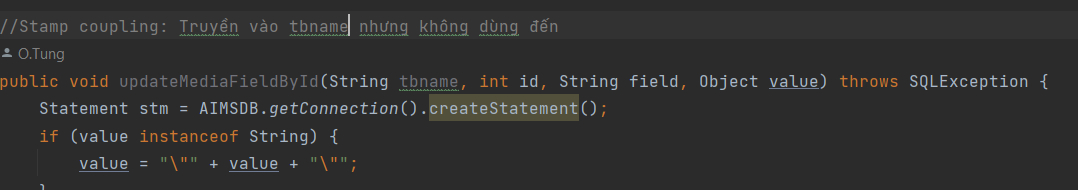 //Stamp coupling: Truyền vào tbname nhưng không dùng đến
O.Tung
public void updateMediaFieldById(String tbname, int id, String field, Object value) throws SQLException {
Statement stm = AIMSDB.getConnection().createStatement();
if (value instanceof String) {
value = "\"" + value + "\"";
}